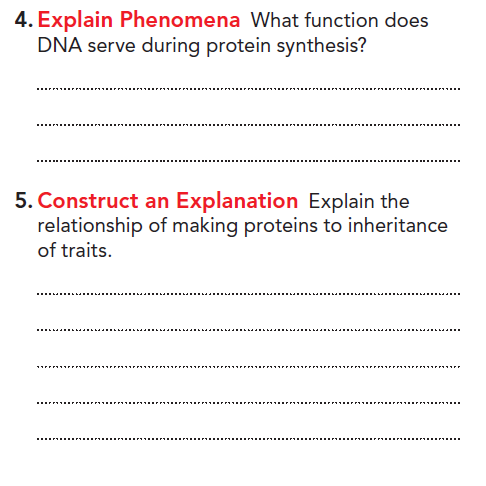 4. Explain Phenomena What function does
DNA serve during protein synthesis?
5. Construct an Explanation Explain the
relationship of making proteins to inheritance
of traits.